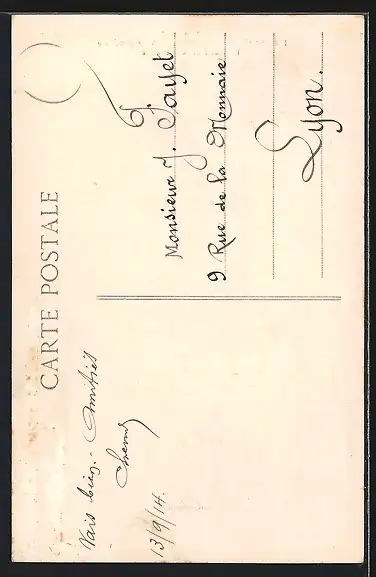 CARTE POSTALE
Vais bien. - Amitiés
13/9/14.
Monsieur J. Payet
9 Rue de la Monnaie
Lyon.